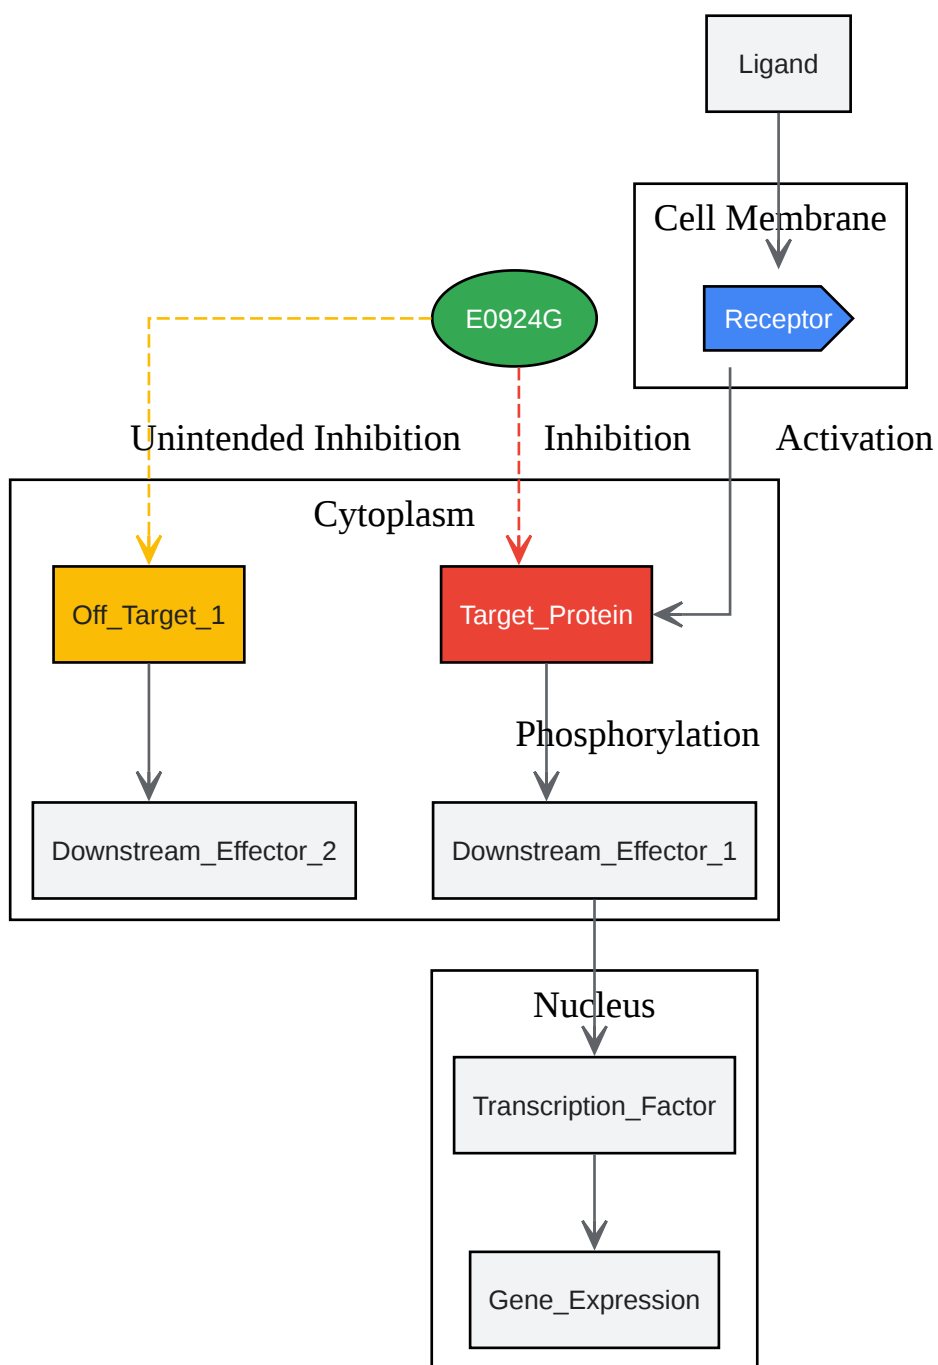 Ligand
Cell Membrane
E0924G
Receptor
Unintended Inhibition
Inhibition
Activation
Cytoplasm
Off_Target_1
Target_Protein
Phosphorylation
Downstream_Effector_2
Downstream_Effector_1
Nucleus
Transcription_Factor
Gene_Expression